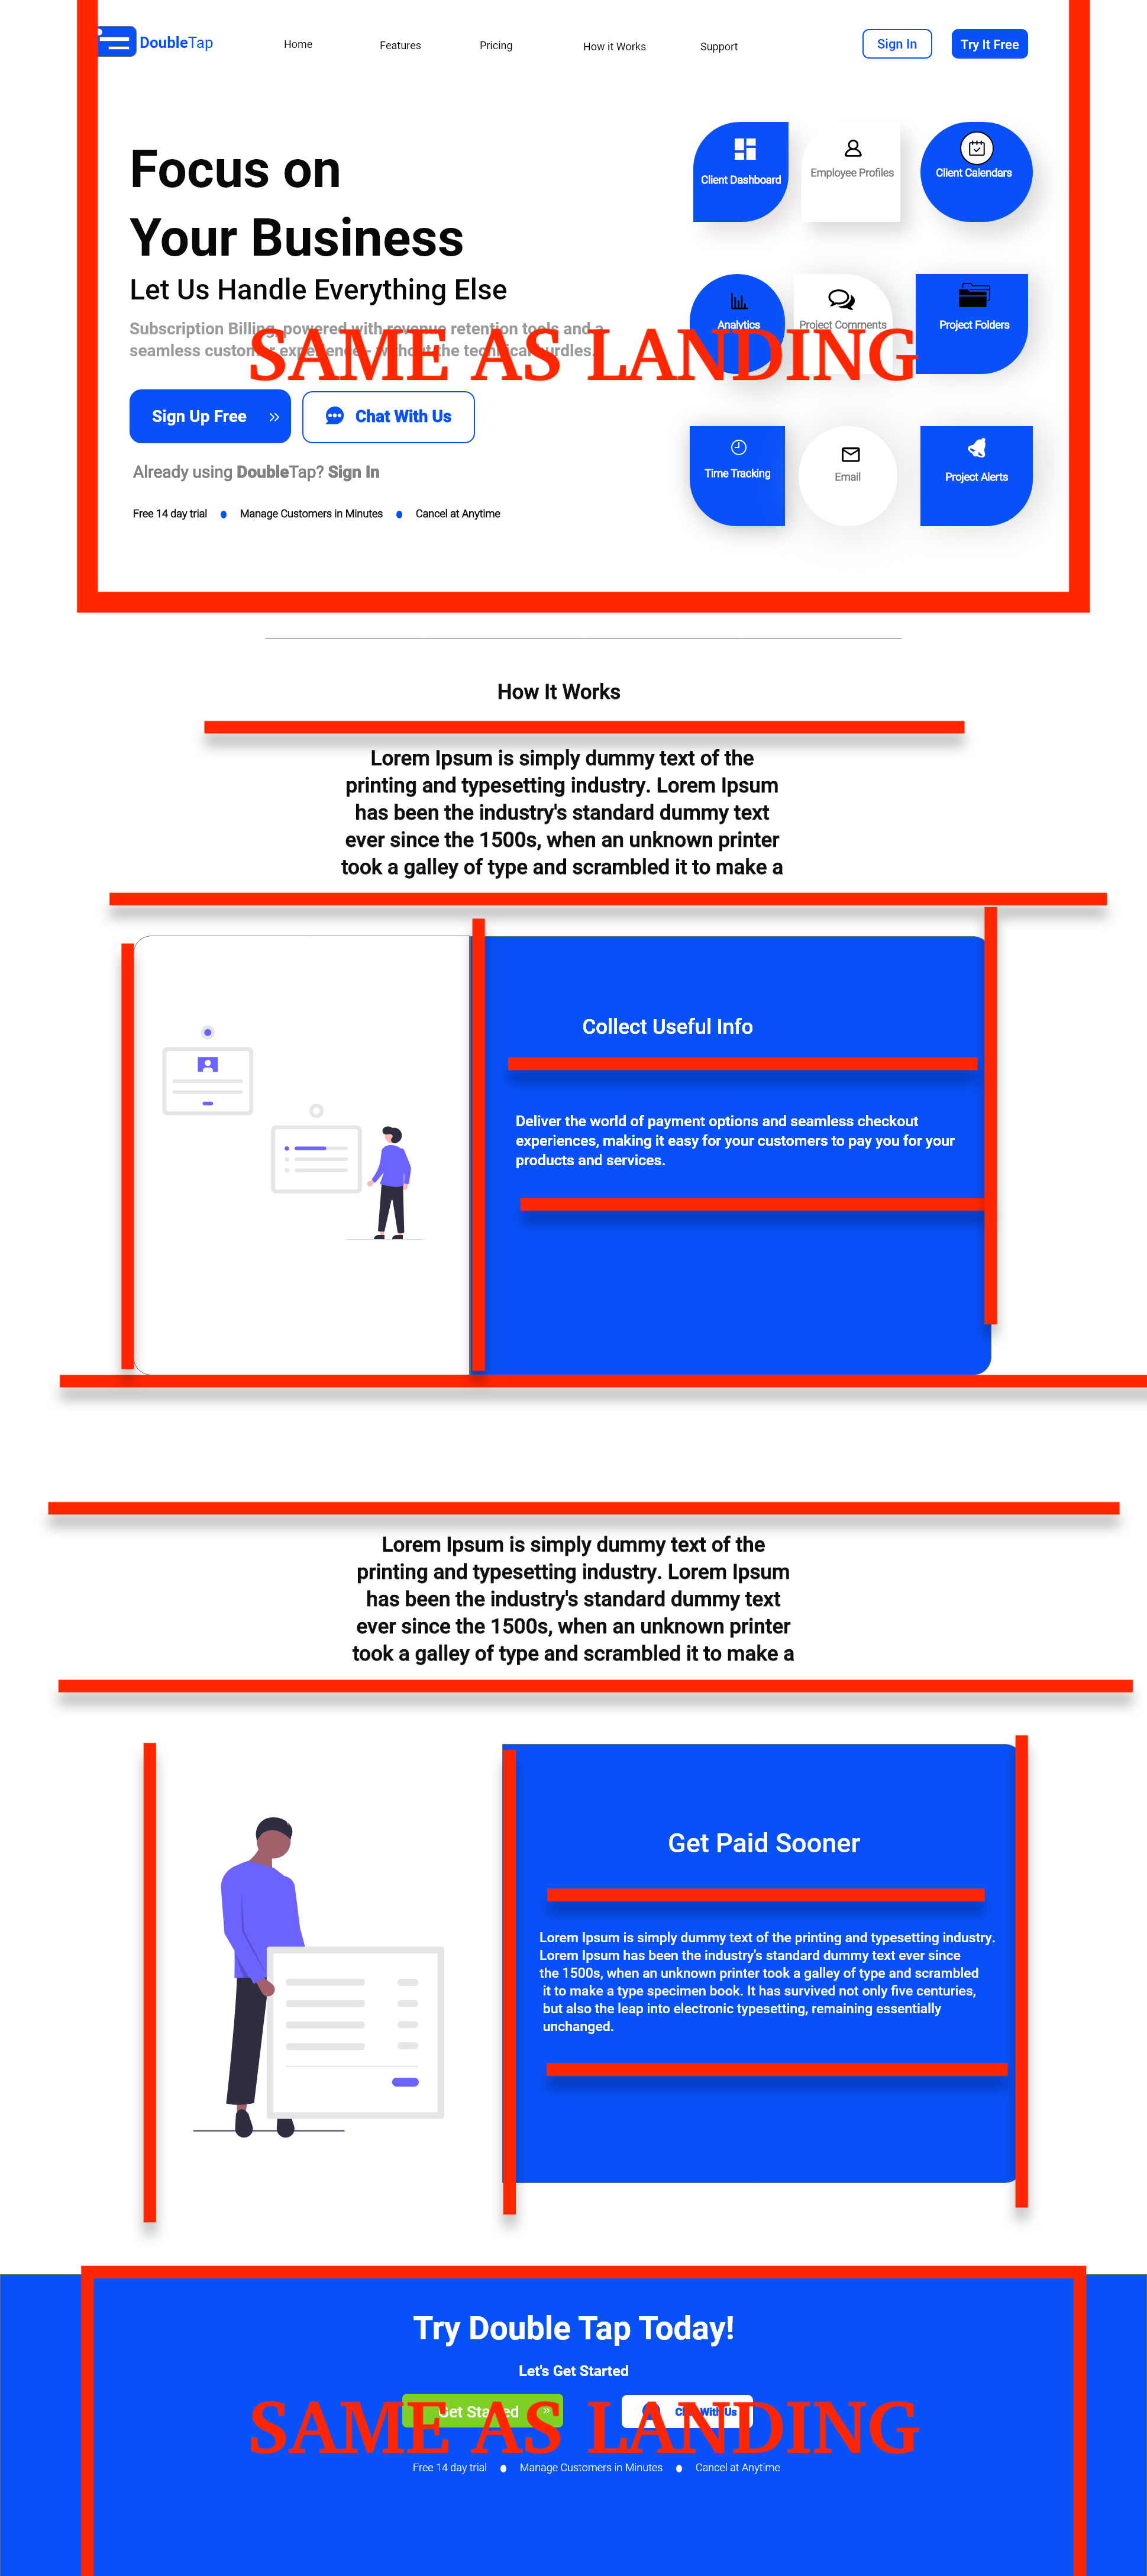 DoubleTap
Home
Features
Pricing
How it Works
Support
Sign In
Try It Free
Focus on
Your Business
Let Us Handle Everything Else
Subscription Billing, powered with revenue retention tools and a
seamless customer experience - without the technical hurdles.
SAME AS LANDING
Sign Up Free
Chat With Us
Already using DoubleTap? Sign In
Free 14 day trial
Manage Customers in Minutes
Cancel at Anytime
Client Dashboard
Employee Profiles
Client Calendars
Analytics
Project Comments
Project Folders
Time Tracking
Email
Project Alerts
How It Works
Lorem Ipsum is simply dummy text of the
printing and typesetting industry. Lorem Ipsum
has been the industry's standard dummy text
ever since the 1500s, when an unknown printer
took a galley of type and scrambled it to make a
Collect Useful Info
Deliver the world of payment options and seamless checkout
experiences, making it easy for your customers to pay you for your
products and services.
Lorem Ipsum is simply dummy text of the
printing and typesetting industry. Lorem Ipsum
has been the industry's standard dummy text
ever since the 1500s, when an unknown printer
took a galley of type and scrambled it to make a
Get Paid Sooner
Lorem Ipsum is simply dummy text of the printing and typesetting industry.
Lorem Ipsum has been the industry's standard dummy text ever since
the 1500s, when an unknown printer took a galley of type and scrambled
it to make a type specimen book. It has survived not only five centuries,
but also the leap into electronic typesetting, remaining essentially
unchanged.
Try Double Tap Today!
Let's Get Started
Get Started
Chat With Us
SAME AS LANDING
Free 14 day trial
Manage Customers in Minutes
Cancel at Anytime